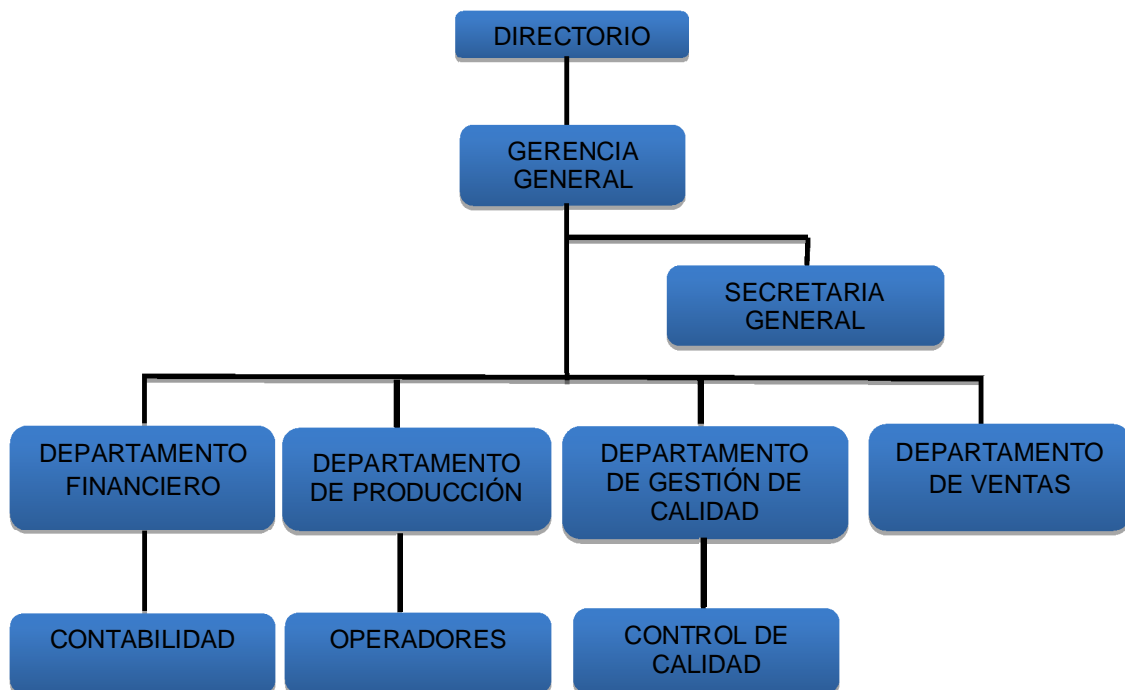 DIRECTORIO
GERENCIA
GENERAL
SECRETARIA
GENERAL
DEPARTAMENTO
FINANCIERO
DEPARTAMENTO
DE PRODUCCIÓN
DEPARTAMENTO
DE GESTIÓN DE
CALIDAD
DEPARTAMENTO
DE VENTAS
CONTABILIDAD
OPERADORES
CONTROL DE
CALIDAD